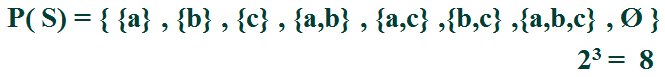 P( S) = { {a} , {b} , {c} , {a,b} , {a,c} ,{b,c} ,{a,b,c} , Ø }
2³ = 8